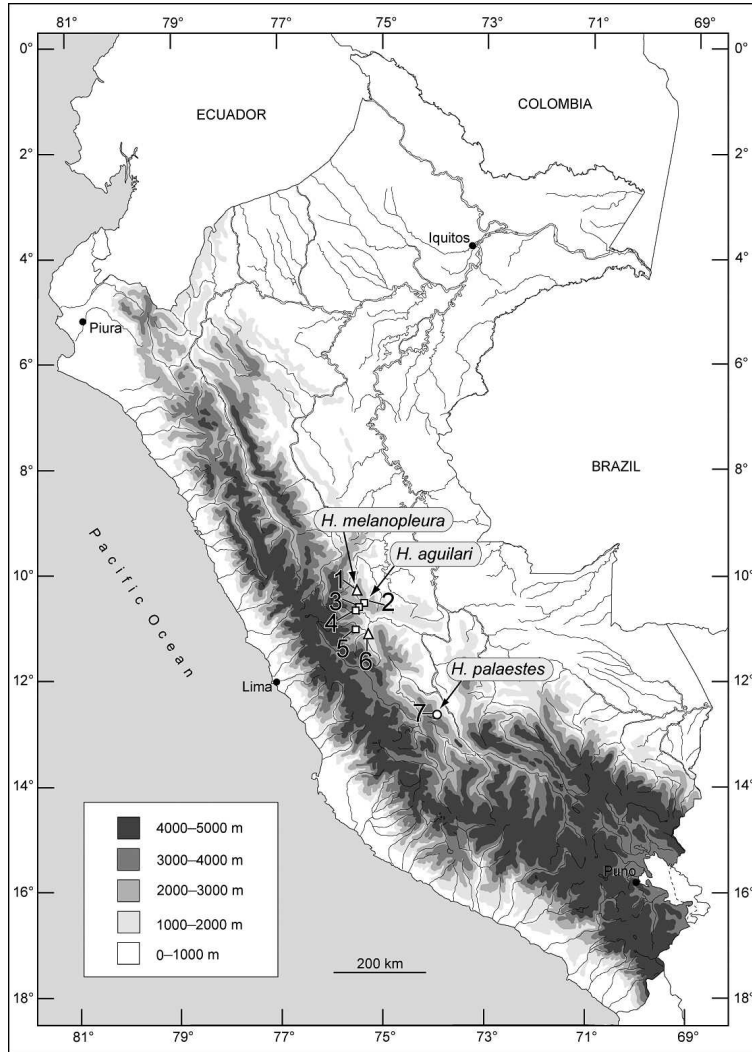 81° 79° 77° 75° 73° 71° 69°
0°
2°
4°
6°
8°
10°
12°
14°
16°
18°
ECUADOR
COLOMBIA
Iquitos
Piura
BRAZIL
Pacific Ocean
H. melanopleura
H. aguilari
1
2
3
4
5
6
H. palaestes
7
Lima
Puno
4000–5000 m
3000–4000 m
2000–3000 m
1000–2000 m
0–1000 m
200 km
0°
2°
4°
6°
8°
10°
12°
14°
16°
18°
81° 79° 77° 75° 73° 71° 69°